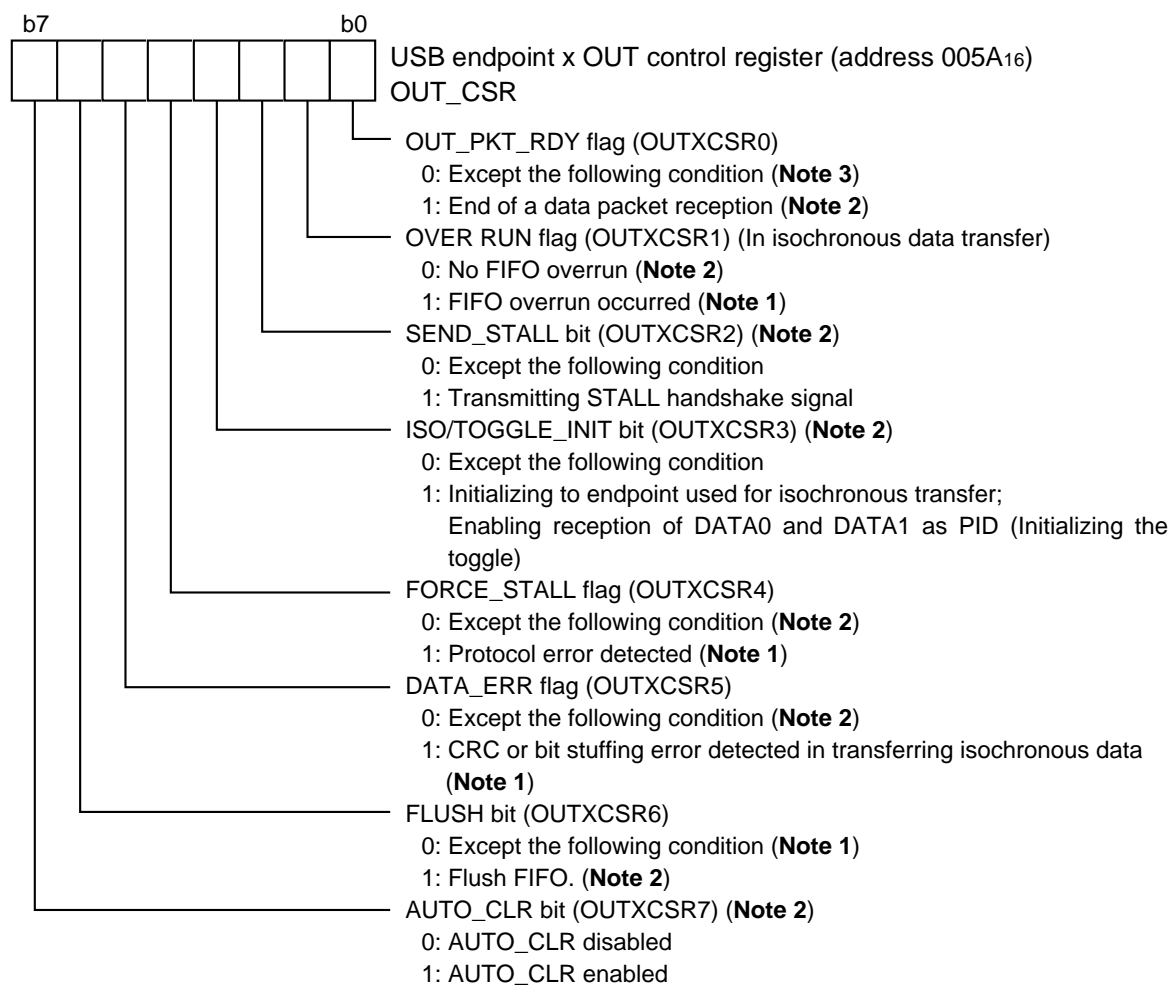 b7 b0
USB endpoint x OUT control register (address 005A16)
OUT_CSR
OUT_PKT_RDY flag (OUTXCSR0)
0: Except the following condition (Note 3)
1: End of a data packet reception (Note 2)
OVER RUN flag (OUTXCSR1) (In isochronous data transfer)
0: No FIFO overrun (Note 2)
1: FIFO overrun occurred (Note 1)
SEND_STALL bit (OUTXCSR2) (Note 2)
0: Except the following condition
1: Transmitting STALL handshake signal
ISO/TOGGLE_INIT bit (OUTXCSR3) (Note 2)
0: Except the following condition
1: Initializing to endpoint used for isochronous transfer;
Enabling reception of DATA0 and DATA1 as PID (Initializing the
toggle)
FORCE_STALL flag (OUTXCSR4)
0: Except the following condition (Note 2)
1: Protocol error detected (Note 1)
DATA_ERR flag (OUTXCSR5)
0: Except the following condition (Note 2)
1: CRC or bit stuffing error detected in transferring isochronous data
(Note 1)
FLUSH bit (OUTXCSR6)
0: Except the following condition (Note 1)
1: Flush FIFO. (Note 2)
AUTO_CLR bit (OUTXCSR7) (Note 2)
0: AUTO_CLR disabled
1: AUTO_CLR enabled